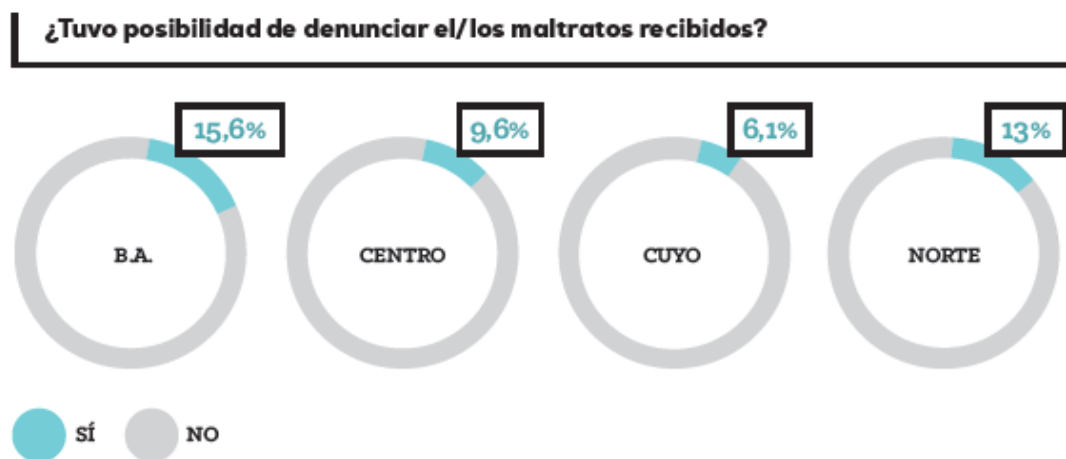 ¿Tuvo posibilidad de denunciar el/los maltratos recibidos?
15,6%
9,6%
6,1%
13%
B.A.
CENTRO
CUYO
NORTE
SÍ
NO